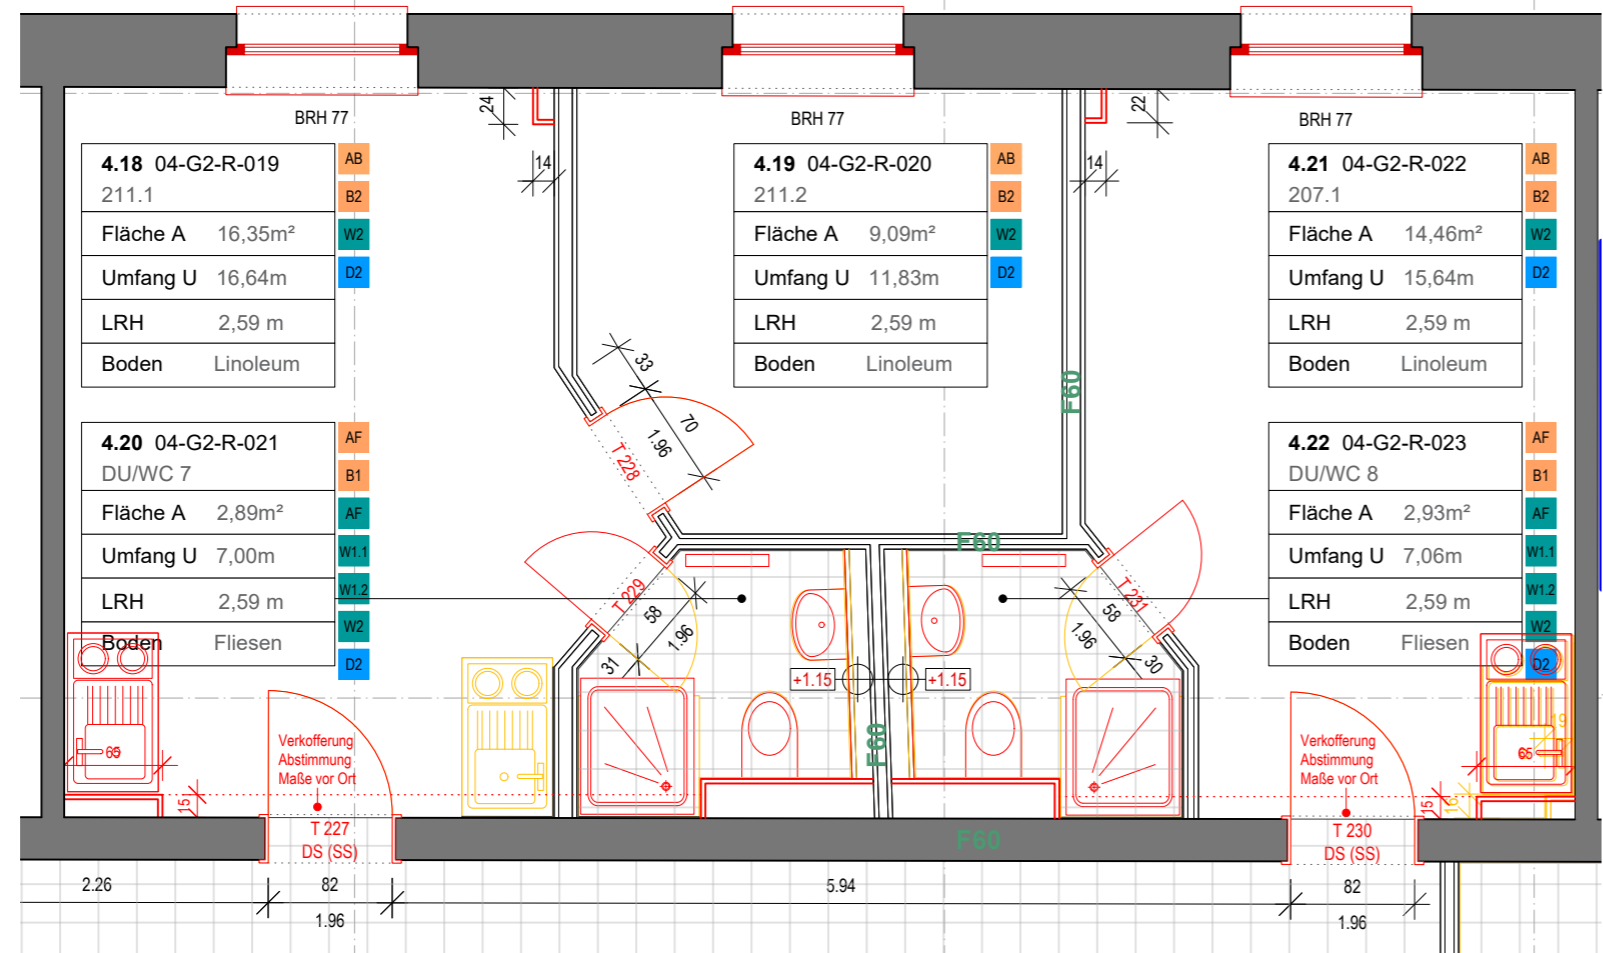 24
22
BRH 77
BRH 77
BRH 77
14
14
4.18 04-G2-R-019
211.1
Fläche A 16,35m²
Umfang U 16,64m
LRH 2,59 m
Boden Linoleum
AB
B2
W2
D2
4.19 04-G2-R-020
211.2
Fläche A 9,09m²
Umfang U 11,83m
LRH 2,59 m
Boden Linoleum
AB
B2
W2
D2
4.21 04-G2-R-022
207.1
Fläche A 14,46m²
Umfang U 15,64m
LRH 2,59 m
Boden Linoleum
AB
B2
W2
D2
33
70
1.96
T 228
F60
4.20 04-G2-R-021
DU/WC 7
Fläche A 2,89m²
Umfang U 7,00m
LRH 2,59 m
Boden Fliesen
AF
B1
AF
W1.1
W1.2
W2
D2
4.22 04-G2-R-023
DU/WC 8
Fläche A 2,93m²
Umfang U 7,06m
LRH 2,59 m
Boden Fliesen
AF
B1
AF
W1.1
W1.2
W2
D2
F60
T 229
58
1.96
31
T 231
58
1.96
30
+1.15
+1.15
F60
Verkofferung
Abstimmung
Maße vor Ort
Verkofferung
Abstimmung
Maße vor Ort
65
19
15
15
16
T 227
DS (SS)
F60
T 230
DS (SS)
2.26
82
1.96
5.94
82
1.96